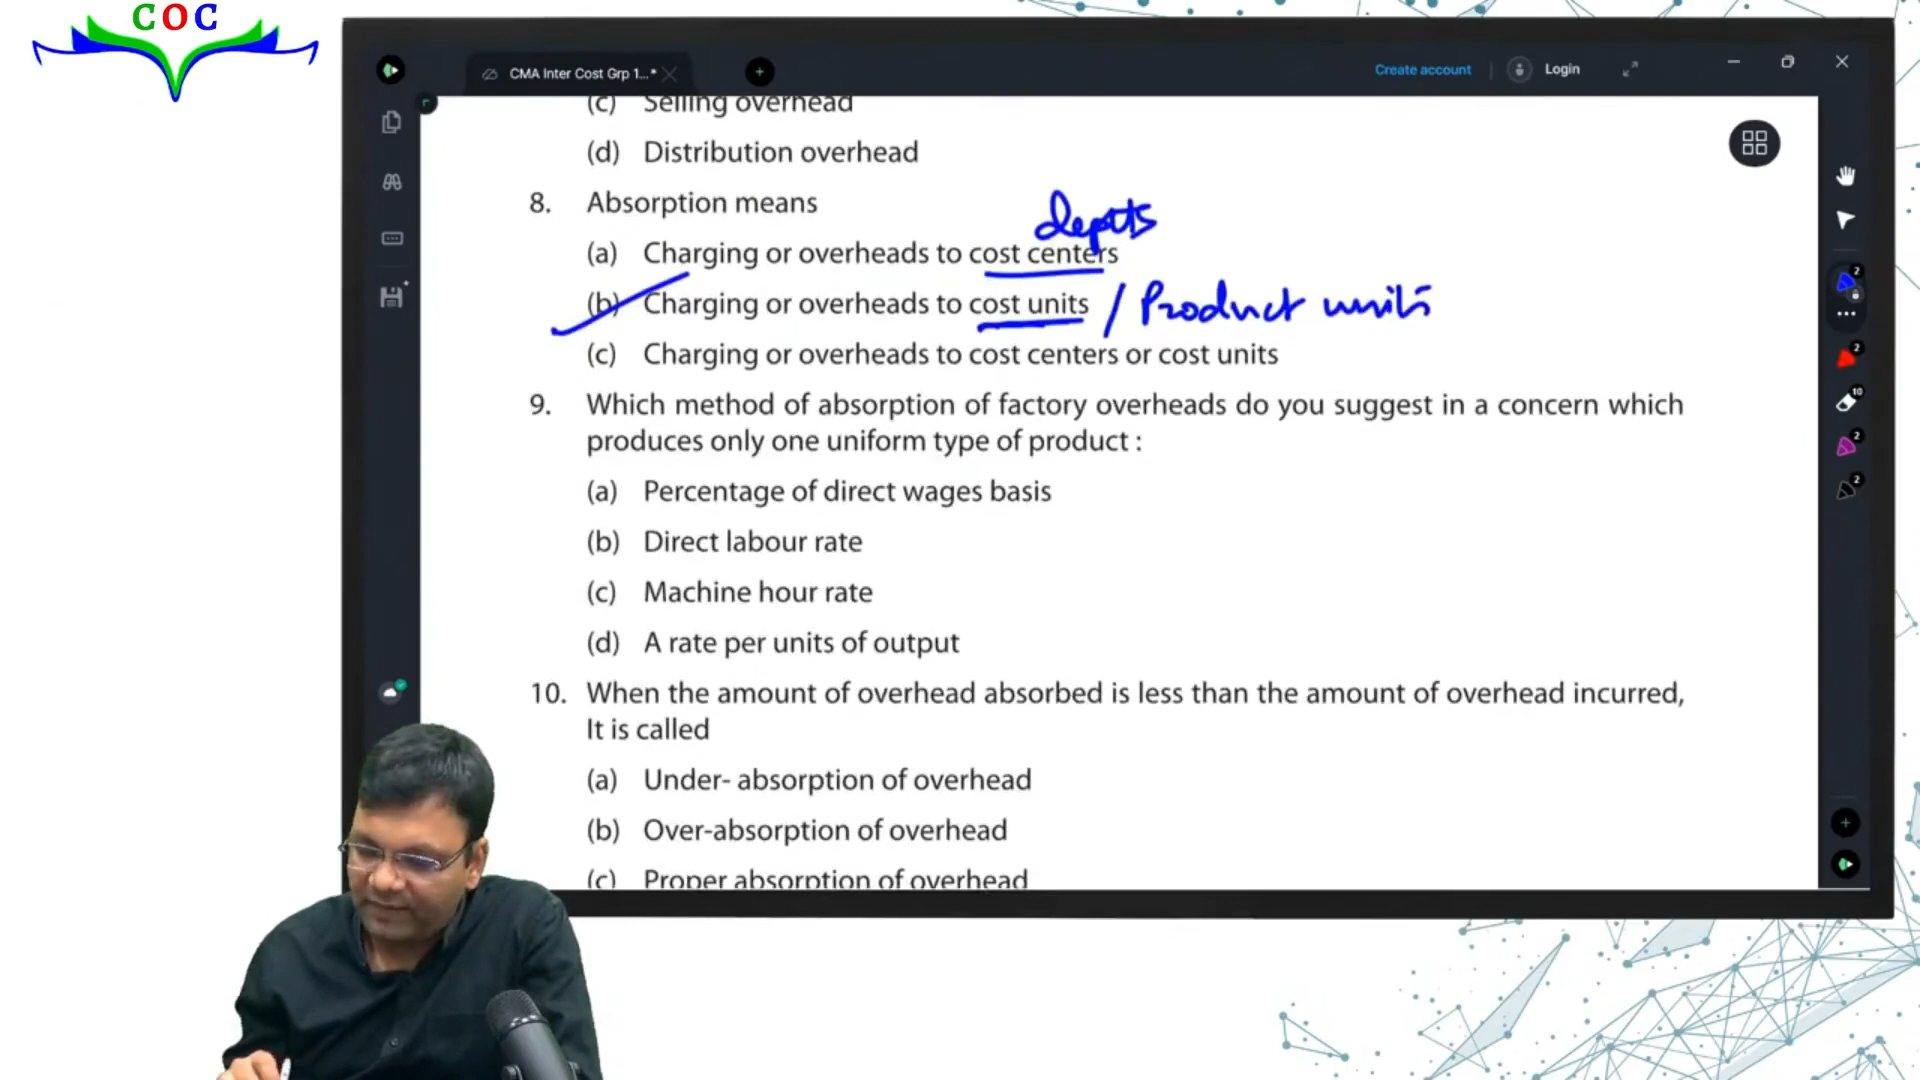 COC
CMA Inter Cost Grp 1...*
Create account
Login
(c) Selling overhead
(d) Distribution overhead
8. Absorption means
depts
(a) Charging or overheads to cost centers
(b) Charging or overheads to cost units / Product units
(c) Charging or overheads to cost centers or cost units
9. Which method of absorption of factory overheads do you suggest in a concern which
produces only one uniform type of product :
(a) Percentage of direct wages basis
(b) Direct labour rate
(c) Machine hour rate
(d) A rate per units of output
10. When the amount of overhead absorbed is less than the amount of overhead incurred,
It is called
(a) Under- absorption of overhead
(b) Over-absorption of overhead
(c) Proper absorption of overhead
2
2
10
2
2